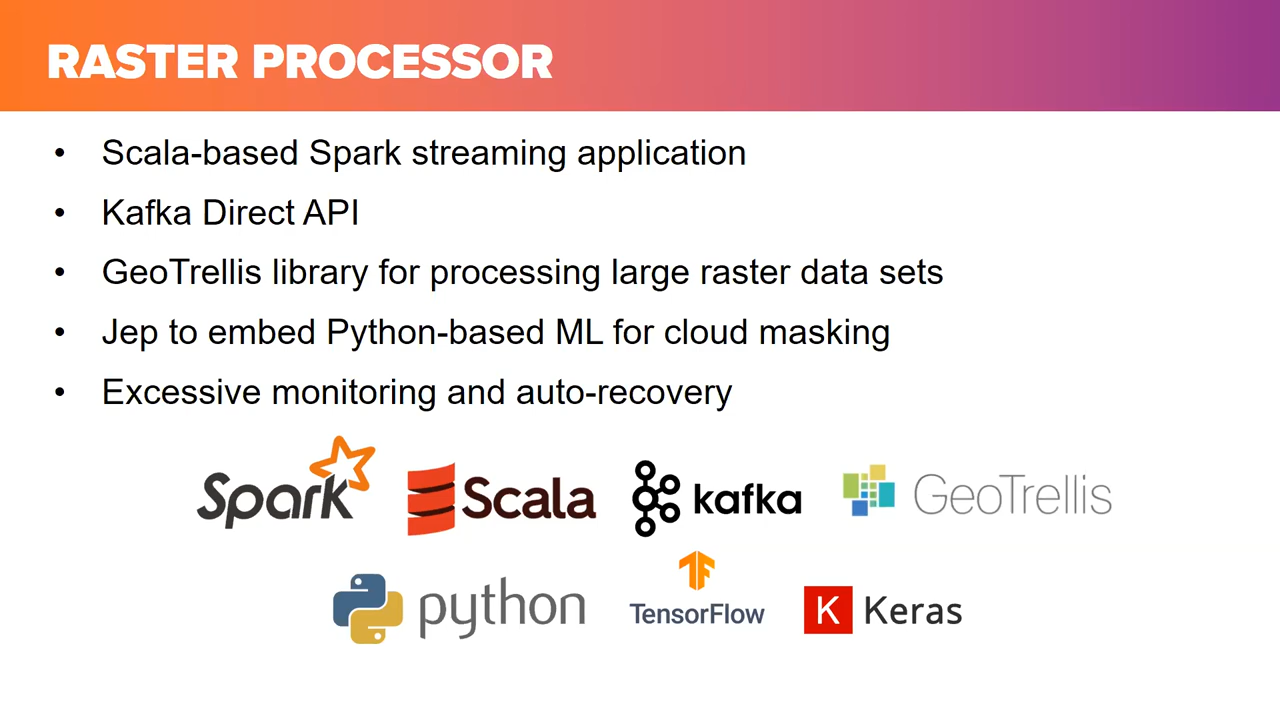 RASTER PROCESSOR
• Scala-based Spark streaming application
• Kafka Direct API
• GeoTrellis library for processing large raster data sets
• Jep to embed Python-based ML for cloud masking
• Excessive monitoring and auto-recovery
Spark Scala kafka GeoTrellis
python TensorFlow K Keras